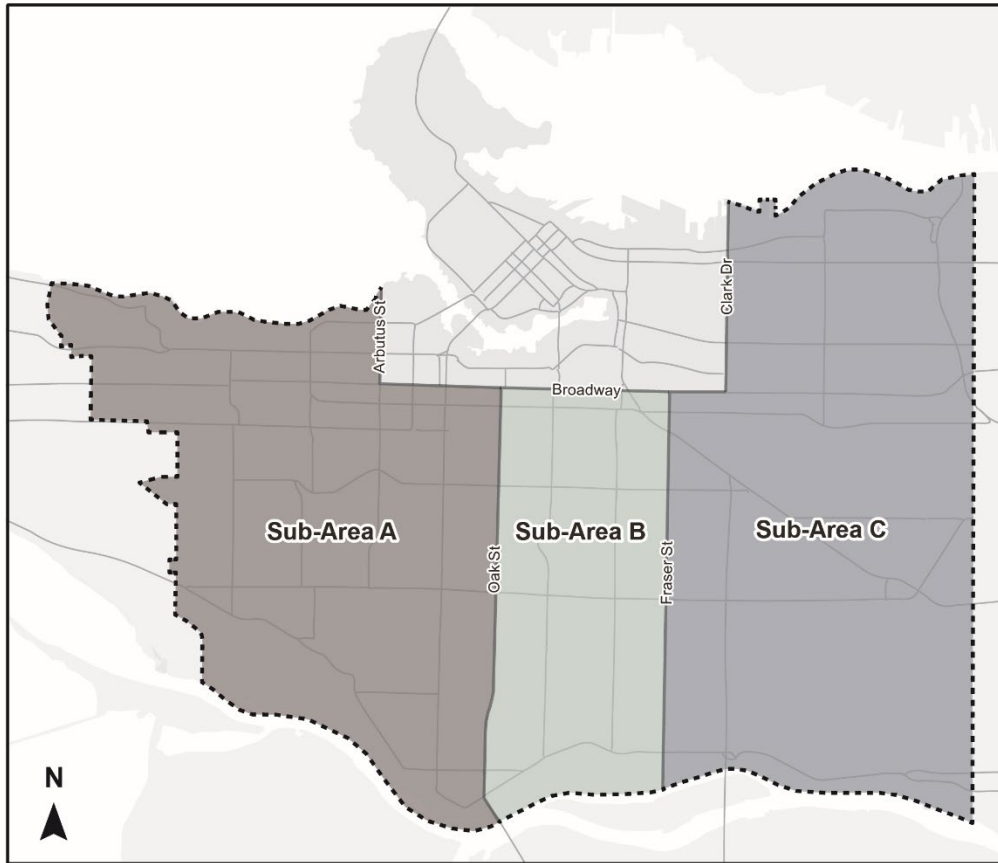 Clark Dr
Arbutus St
Broadway
Sub-Area A
Sub-Area B
Sub-Area C
Oak St
Fraser St
N